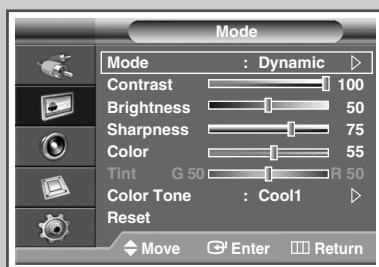 Mode
Mode : Dynamic
Contrast 100
Brightness 50
Sharpness 75
Color 55
Tint G 50 R 50
Color Tone : Cool1
Reset
Move Enter Return